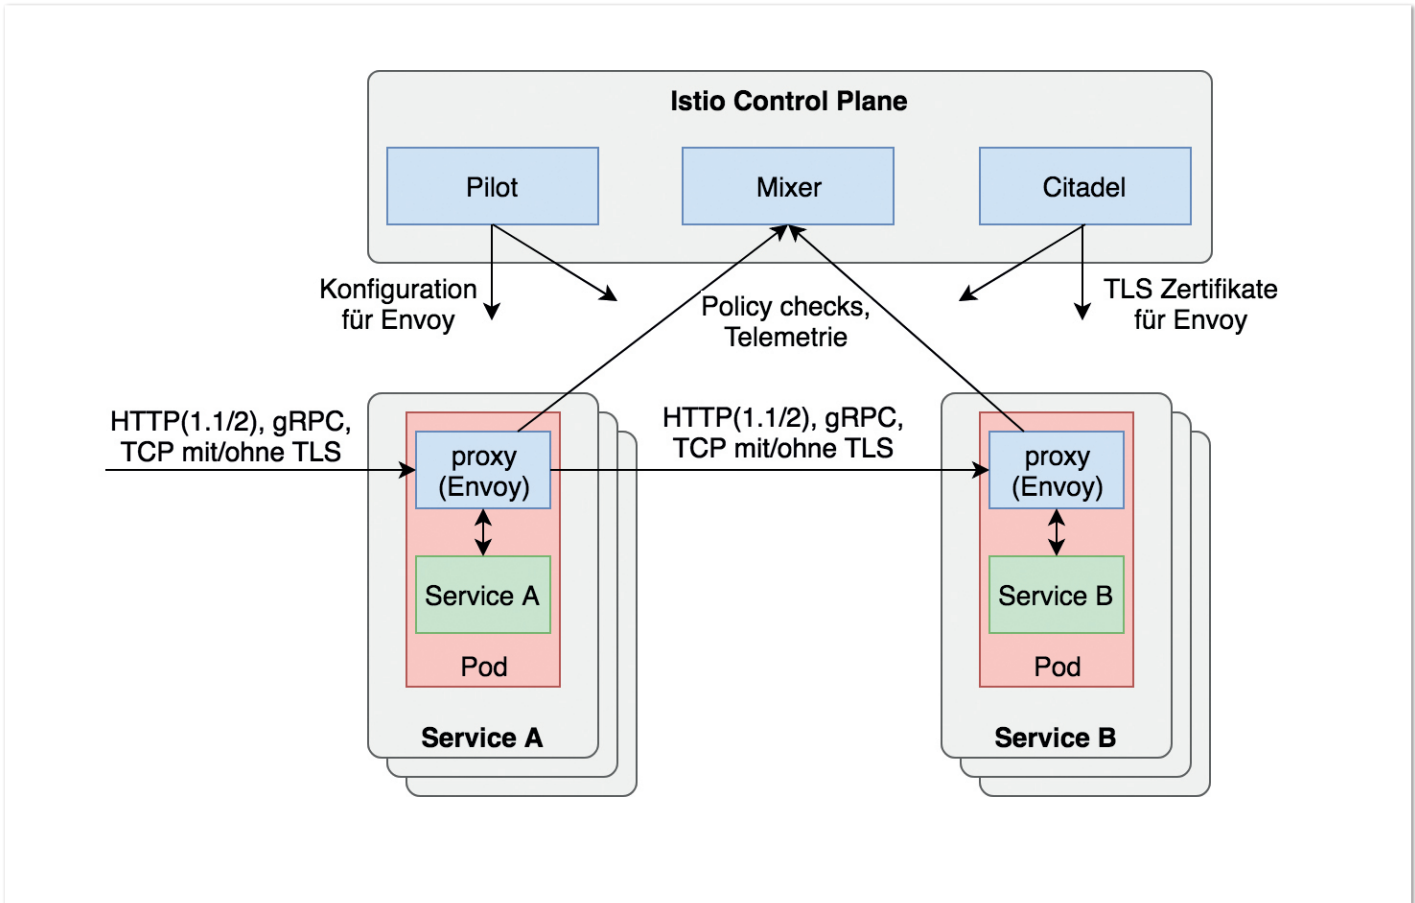 Istio Control Plane
Pilot
Mixer
Citadel
Konfiguration
für Envoy
Policy checks,
Telemetrie
TLS Zertifikate
für Envoy
HTTP(1.1/2), gRPC,
TCP mit/ohne TLS
HTTP(1.1/2), gRPC,
TCP mit/ohne TLS
proxy
(Envoy)
Service A
Pod
Service A
proxy
(Envoy)
Service B
Pod
Service B